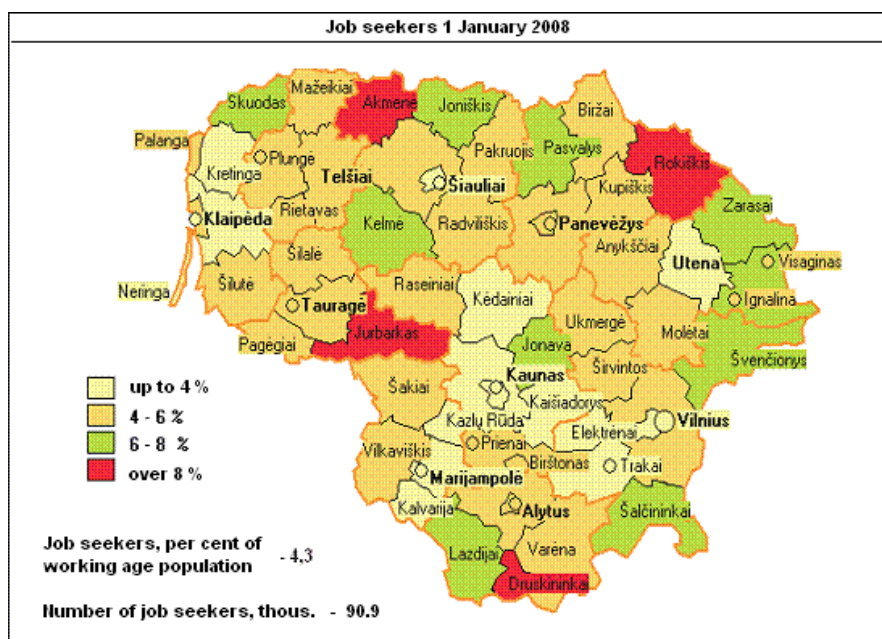 Job seekers 1 January 2008
Mažeikiai
Skuodas
Akmenė
Joniškis
Biržai
Palanga
Plungė
Pakruojis
Pasvalys
Rokiškis
Kretinga
Telšiai
Šiauliai
Kupiškis
Zarasai
Klaipėda
Rietavas
Kelmė
Radviliškis
Panevėžys
Anykščiai
Utena
Visaginas
Neringa
Šilutė
Šilalė
Raseiniai
Kėdainiai
Ignalina
Tauragė
Ukmergė
Molėtai
Pagėgiai
Jurbarkas
Jonava
Širvintos
Švenčionys
Šakiai
Kaunas
Kaišiadorys
up to 4 %
4 - 6 %
6 - 8 %
over 8 %
Kazlų Rūda
Elektrėnai
Vilnius
Vilkaviškis
Prienai
Birštonas
Trakai
Marijampolė
Kalvarija
Alytus
Šalčininkai
Lazdijai
Varėna
Druskininkai
Job seekers, per cent of
working age population - 4,3
Number of job seekers, thous. - 90.9